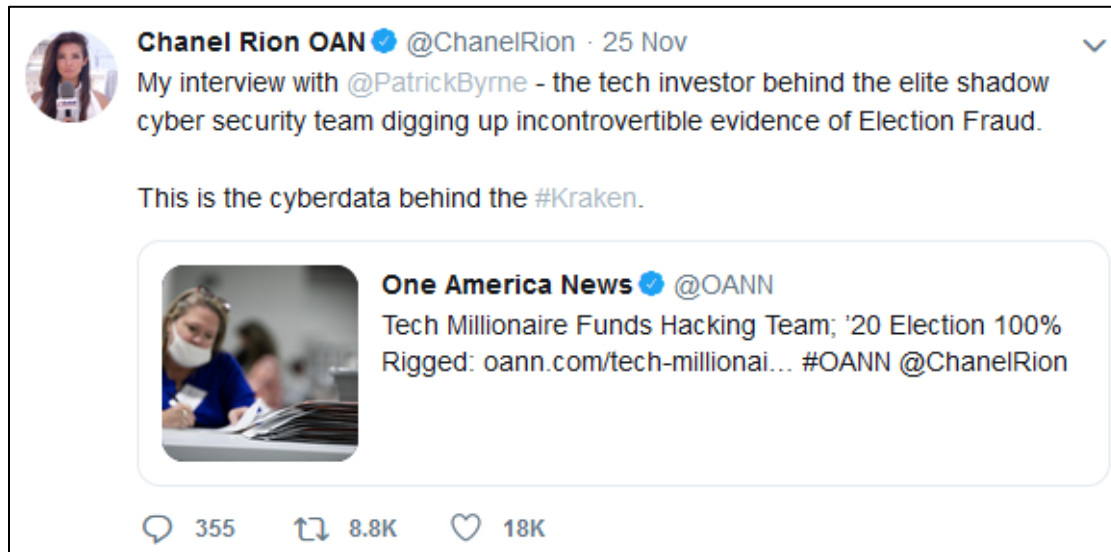 Chanel Rion OAN @ChanelRion · 25 Nov
My interview with @PatrickByrne - the tech investor behind the elite shadow
cyber security team digging up incontrovertible evidence of Election Fraud.
This is the cyberdata behind the #Kraken.
One America News @OANN
Tech Millionaire Funds Hacking Team; ’20 Election 100%
Rigged: oann.com/tech-millionai... #OANN @ChanelRion
355 8.8K 18K